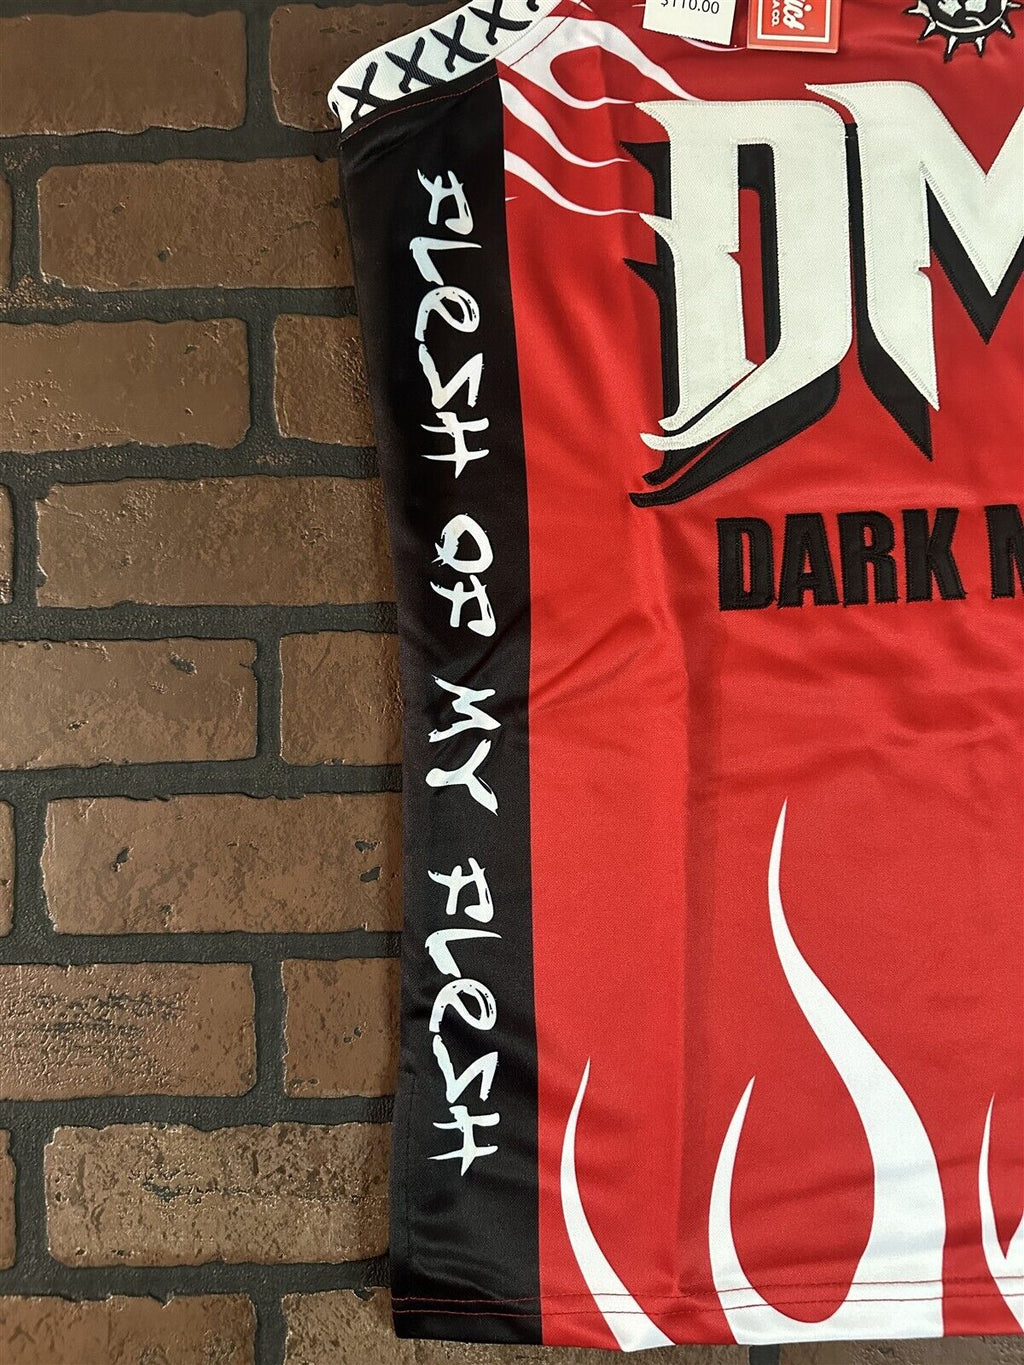 $110.00
DM
DARK
FLESH OF MY FLESH